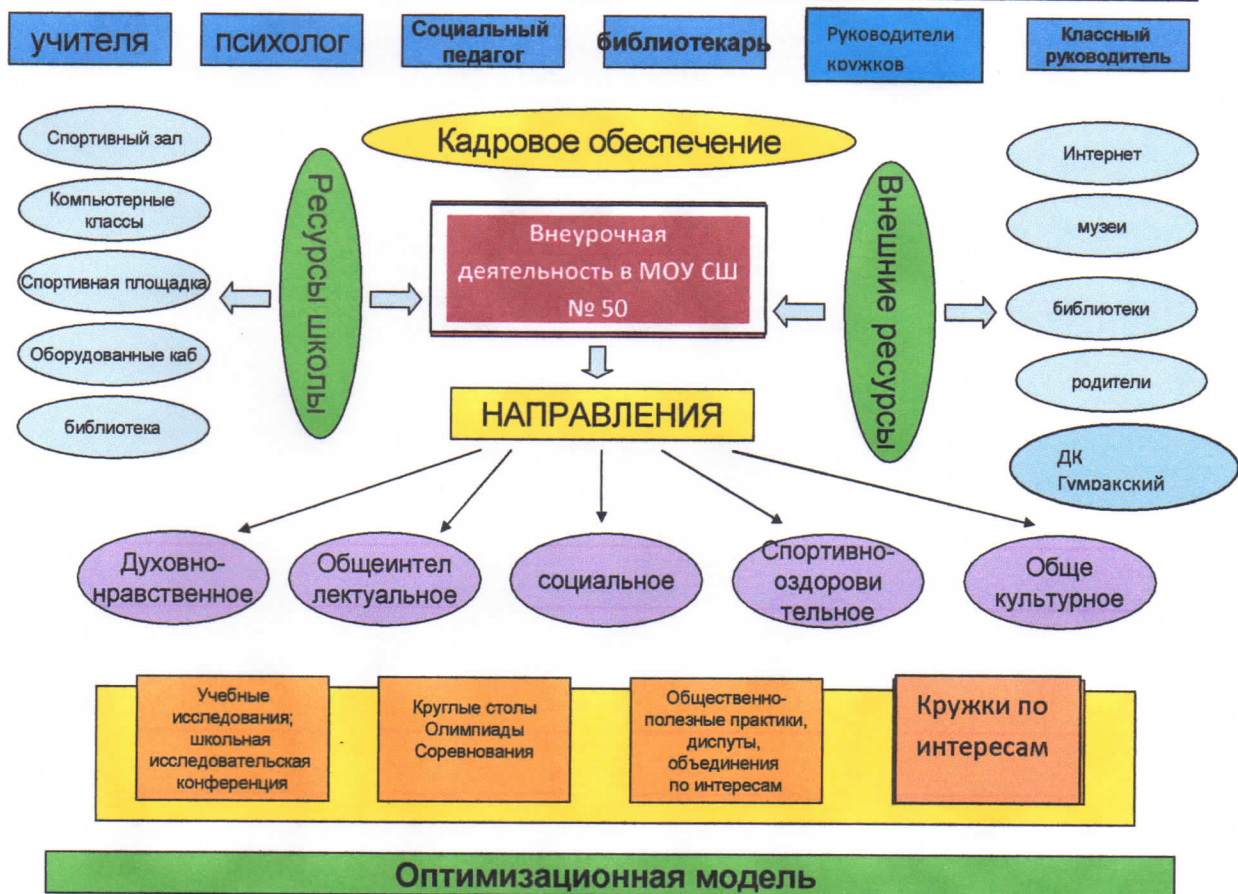 учителя
психолог
Социальный
педагог
библиотекарь
Руководители
кружков
Классный
руководитель
Кадровое обеспечение
Спортивный зал
Компьютерные
классы
Спортивная площадка
Оборудованные каб
библиотека
Ресурсы школы
Внеурочная
деятельность в МОУ СШ
№ 50
Внешние ресурсы
Интернет
музеи
библиотеки
родители
ДК
Гумракский
НАПРАВЛЕНИЯ
Духовно-
нравственное
Общеинтел
лектуальное
социальное
Спортивно-
оздорови
тельное
Обще
культурное
Учебные
исследования;
школьная
исследовательская
конференция
Круглые столы
Олимпиады
Соревнования
Общественно-
полезные практики,
диспуты,
объединения
по интересам
Кружки по
интересам
Оптимизационная модель